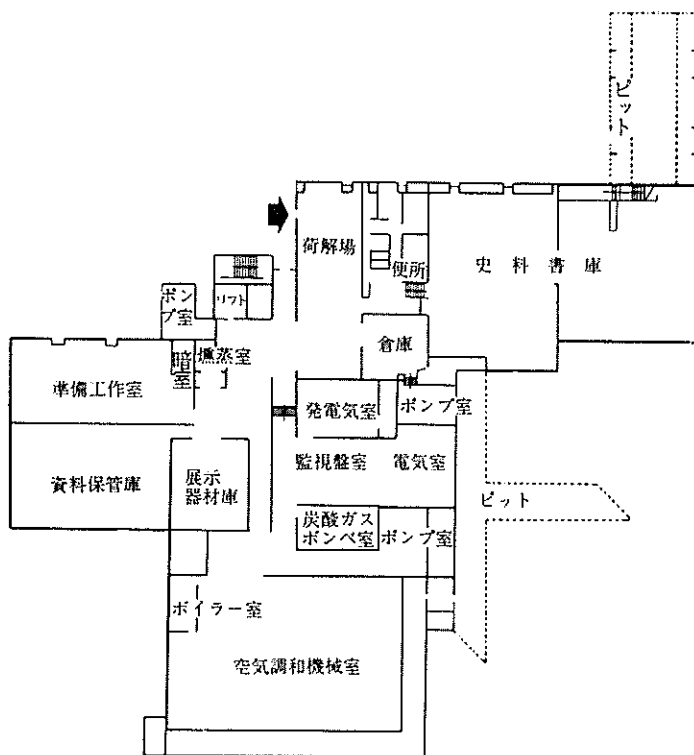 ピット
荷解場
便所
史料書庫
ポンプ室
リフト
暗室
燻蒸室
倉庫
準備工作室
発電気室
ポンプ室
資料保管庫
展示
器材庫
監視盤室
電気室
ピット
炭酸ガス
ボンベ室
ポンプ室
ボイラー室
空気調和機械室